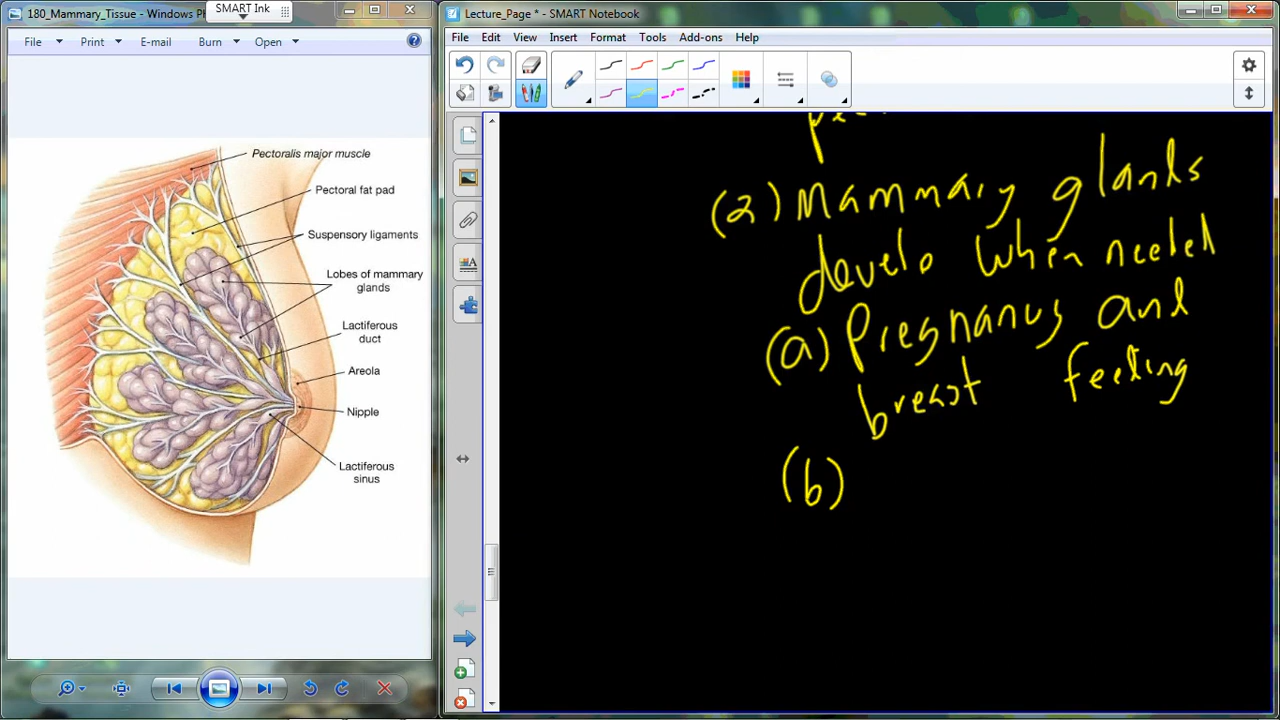 180_Mammary_Tissue - Windows Ph
SMART Ink
File Print E-mail Burn Open
Pectoralis major muscle
Pectoral fat pad
Suspensory ligaments
Lobes of mammary
glands
Lactiferous
duct
Areola
Nipple
Lactiferous
sinus
Lecture_Page * - SMART Notebook
File Edit View Insert Format Tools Add-ons Help
(2) Mammary glands
develo when needed
(a) Pregnancy and
breast feeding
(b)